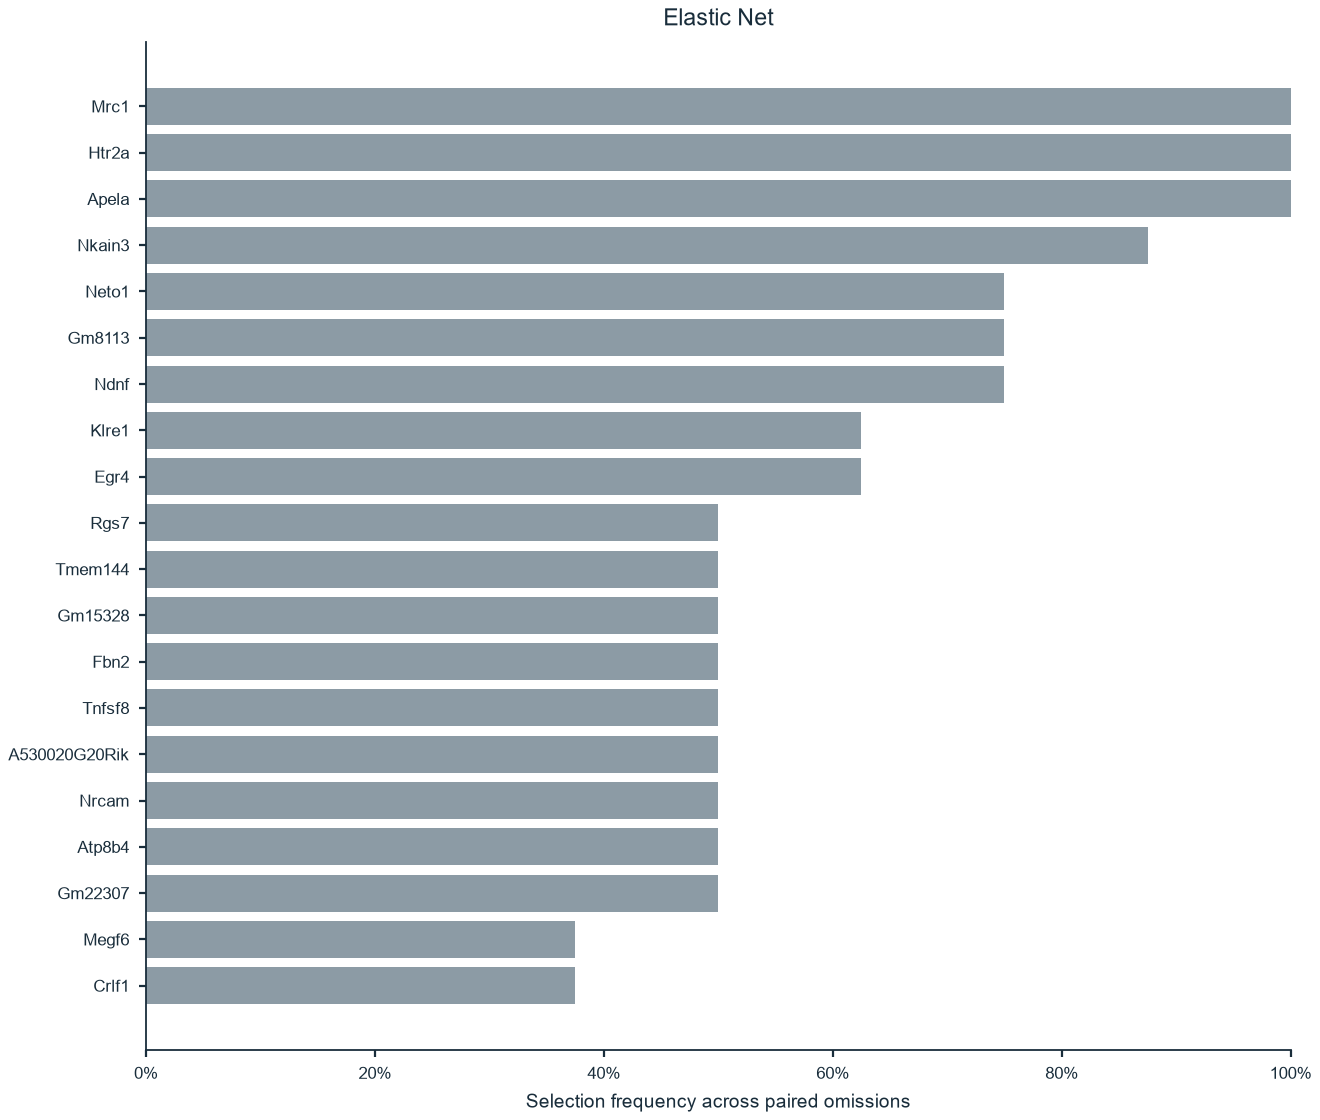 Elastic Net
Mrc1
Htr2a
Apela
Nkain3
Neto1
Gm8113
Ndnf
Klre1
Egr4
Rgs7
Tmem144
Gm15328
Fbn2
Tnfsf8
A530020G20Rik
Nrcam
Atp8b4
Gm22307
Megf6
Crlf1
0% 20% 40% 60% 80% 100%
Selection frequency across paired omissions